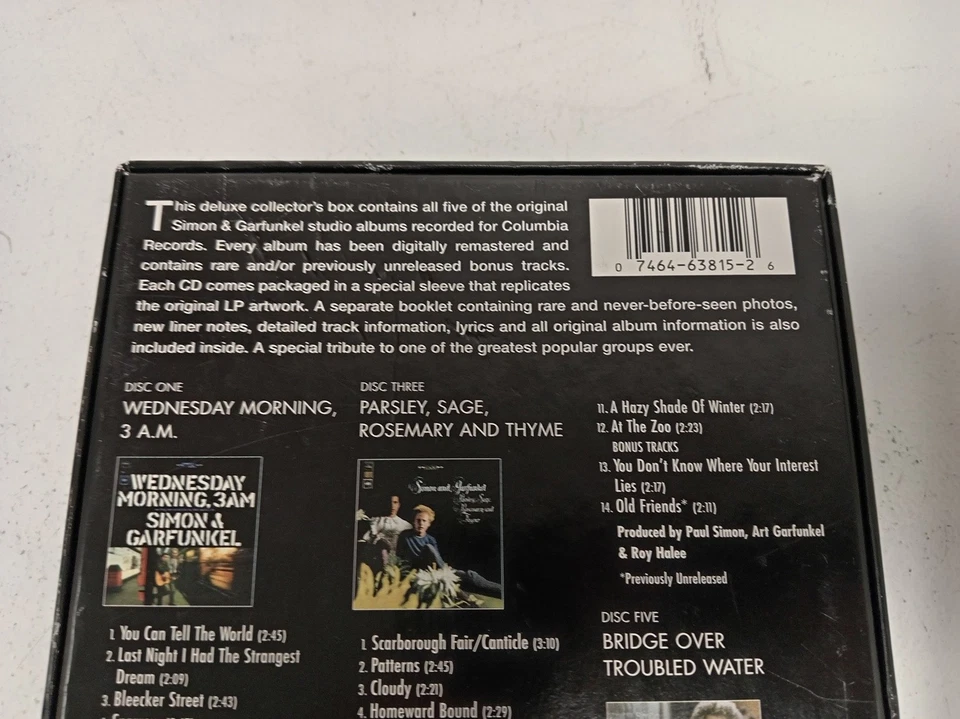 This deluxe collector's box contains all five of the original
Simon & Garfunkel studio albums recorded for Columbia
Records. Every album has been digitally remastered and
contains rare and/or previously unreleased bonus tracks.
Each CD comes packaged in a special sleeve that replicates
the original LP artwork. A separate booklet containing rare and never-before-seen photos,
new liner notes, detailed track information, lyrics and all original album information is also
included inside. A special tribute to one of the greatest popular groups ever.
0 7464-63815-2 6
DISC ONE
WEDNESDAY MORNING,
3 A.M.
WEDNESDAY
MORNING, 3AM
SIMON &
GARFUNKEL
1. You Can Tell The World (2:45)
2. Last Night I Had The Strangest
Dream (2:09)
3. Bleecker Street (2:43)
DISC THREE
PARSLEY, SAGE,
ROSEMARY AND THYME
Simon and Garfunkel
Parsley, Sage,
Rosemary and
Thyme
1. Scarborough Fair/Canticle (3:10)
2. Patterns (2:45)
3. Cloudy (2:21)
4. Homeward Bound (2:29)
11. A Hazy Shade Of Winter (2:17)
12. At The Zoo (2:23)
BONUS TRACKS
13. You Don't Know Where Your Interest
Lies (2:17)
14. Old Friends* (2:11)
Produced by Paul Simon, Art Garfunkel
& Roy Halee
*Previously Unreleased
DISC FIVE
BRIDGE OVER
TROUBLED WATER